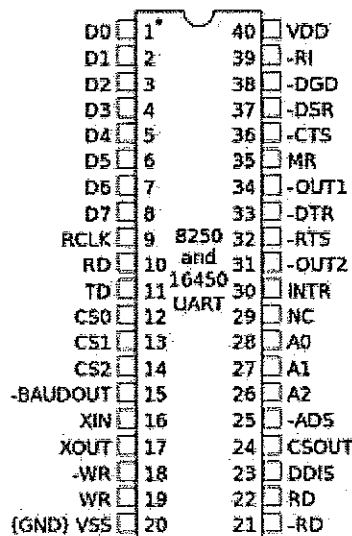 D0 1 40 VDD
D1 2 39 -RI
D2 3 38 -DGD
D3 4 37 -DSR
D4 5 36 -CTS
D5 6 35 MR
D6 7 34 -OUT1
D7 8 33 -DTR
RCLK 9 8250 32 -RTS
RD 10 and 31 -OUT2
TD 11 16450 30 INTR
CS0 12 UART 29 NC
CS1 13 28 A0
CS2 14 27 A1
-BAUDOUT 15 26 A2
XIN 16 25 -ADS
XOUT 17 24 CSOUT
-WR 18 23 DDIS
WR 19 22 RD
(GND) VSS 20 21 -RD